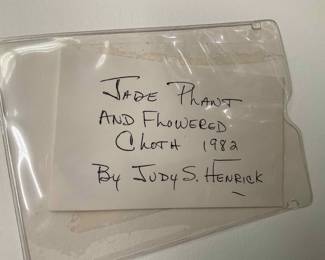 Jade Plant
and Flowered
Cloth 1982
By Judy S. Henrick